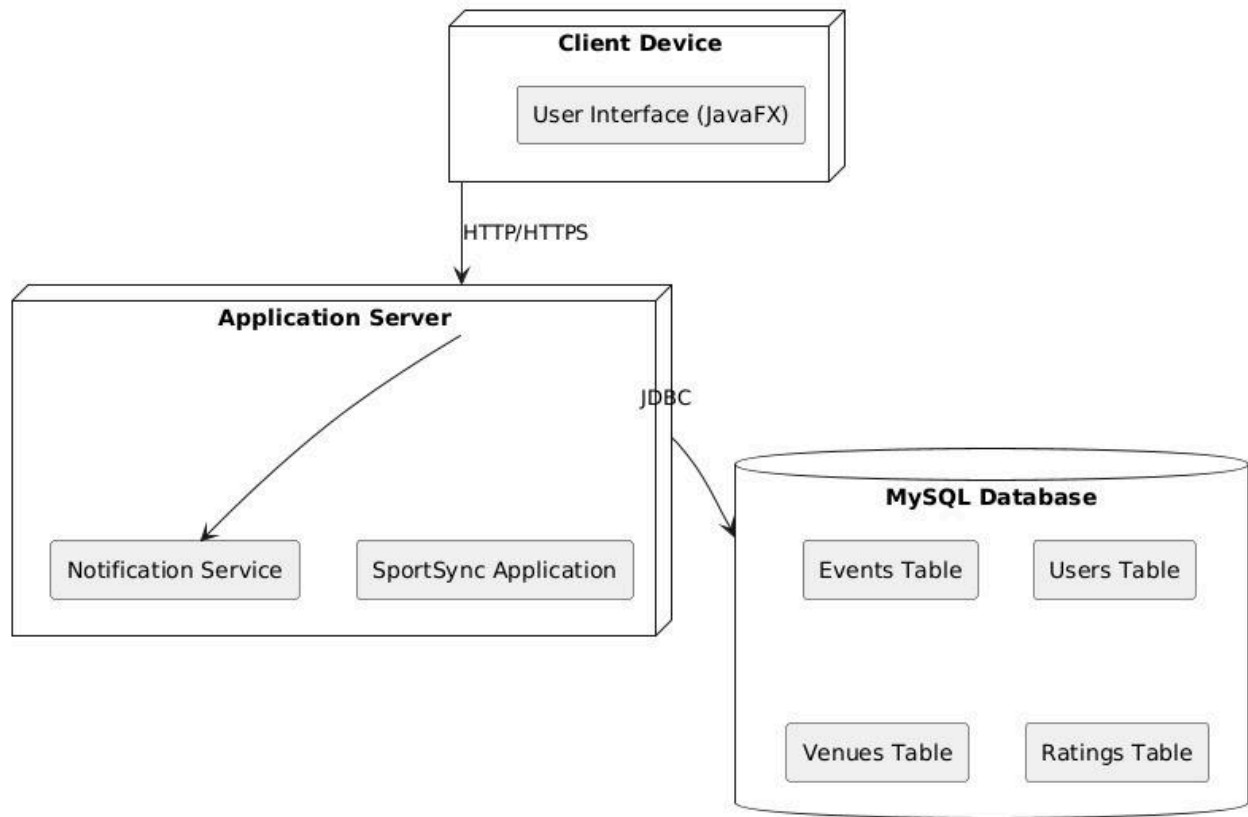 Client Device
User Interface (JavaFX)
HTTP/HTTPS
Application Server
JDBC
Notification Service
SportSync Application
MySQL Database
Events Table
Users Table
Venues Table
Ratings Table